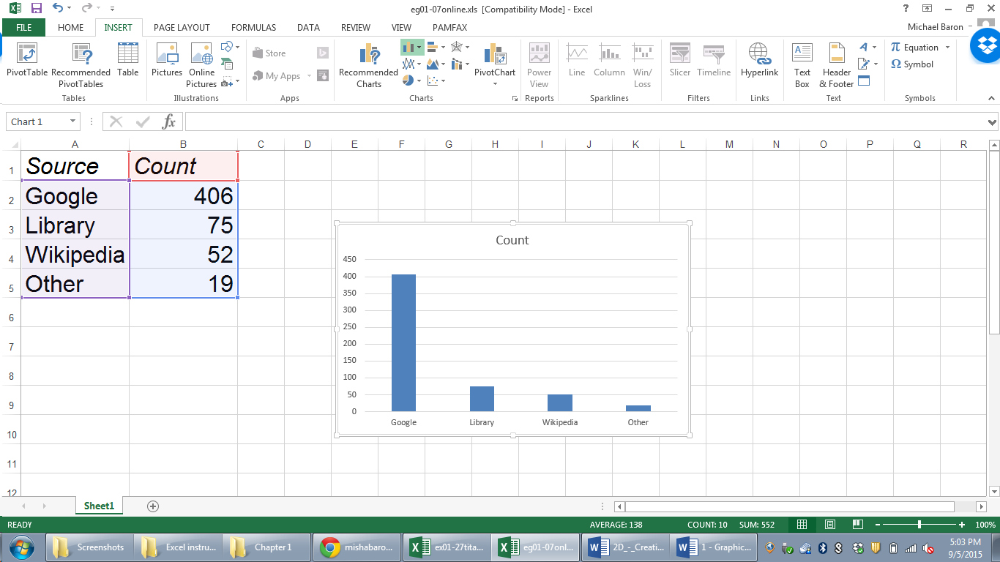 eg01-07online.xls [Compatibility Mode] - Excel
FILE HOME INSERT PAGE LAYOUT FORMULAS DATA REVIEW VIEW PAMFAX
Michael Baron
PivotTable Recommended PivotTables Table
Tables
Pictures Online Pictures
Illustrations
Store
My Apps
Apps
Recommended Charts
PivotChart
Charts
Power View
Reports
Line Column Win/ Loss
Sparklines
Slicer Timeline
Filters
Hyperlink
Links
Text Box Header & Footer
Text
π Equation
Ω Symbol
Symbols
Chart 1
fx
A B C D E F G H I J K L M N O P Q R
1 Source Count
2 Google 406
3 Library 75
4 Wikipedia 52
5 Other 19
6
7
8
9
10
11
12
Count
450
400
350
300
250
200
150
100
50
0
Google Library Wikipedia Other
Sheet1
READY AVERAGE: 138 COUNT: 10 SUM: 552 100%
Screenshots Excel instru... Chapter 1 mishabaro... ex01-27tita... eg01-07onl... 2D_-_Creati... 1 - Graphic...
5:03 PM
9/5/2015